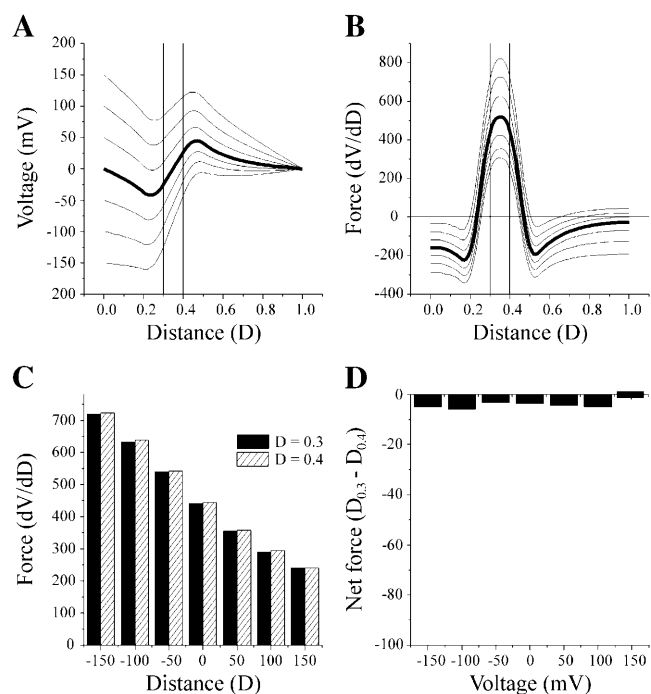 A
B
200
150
100
50
0
-50
-100
-150
200
Voltage (mV)
0.0 0.2 0.4 0.6 0.8 1.0
Distance (D)
800
600
400
200
0
-200
-400
Force (dV/dD)
0.0 0.2 0.4 0.6 0.8 1.0
Distance (D)
C
D
700
600
500
400
300
200
100
0
Force (dV/dD)
D = 0.3
D = 0.4
-150 -100 -50 0 50 100 150
Distance (D)
0
-20
-40
-60
-80
-100
Net force (D0.3 - D0.4)
-150 -100 -50 0 50 100 150
Voltage (mV)